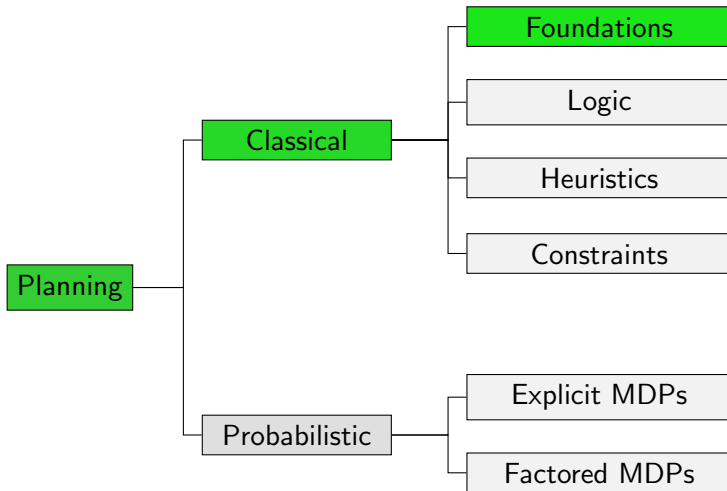 Foundations
Classical
Logic
Heuristics
Constraints
Planning
Explicit MDPs
Probabilistic
Factored MDPs